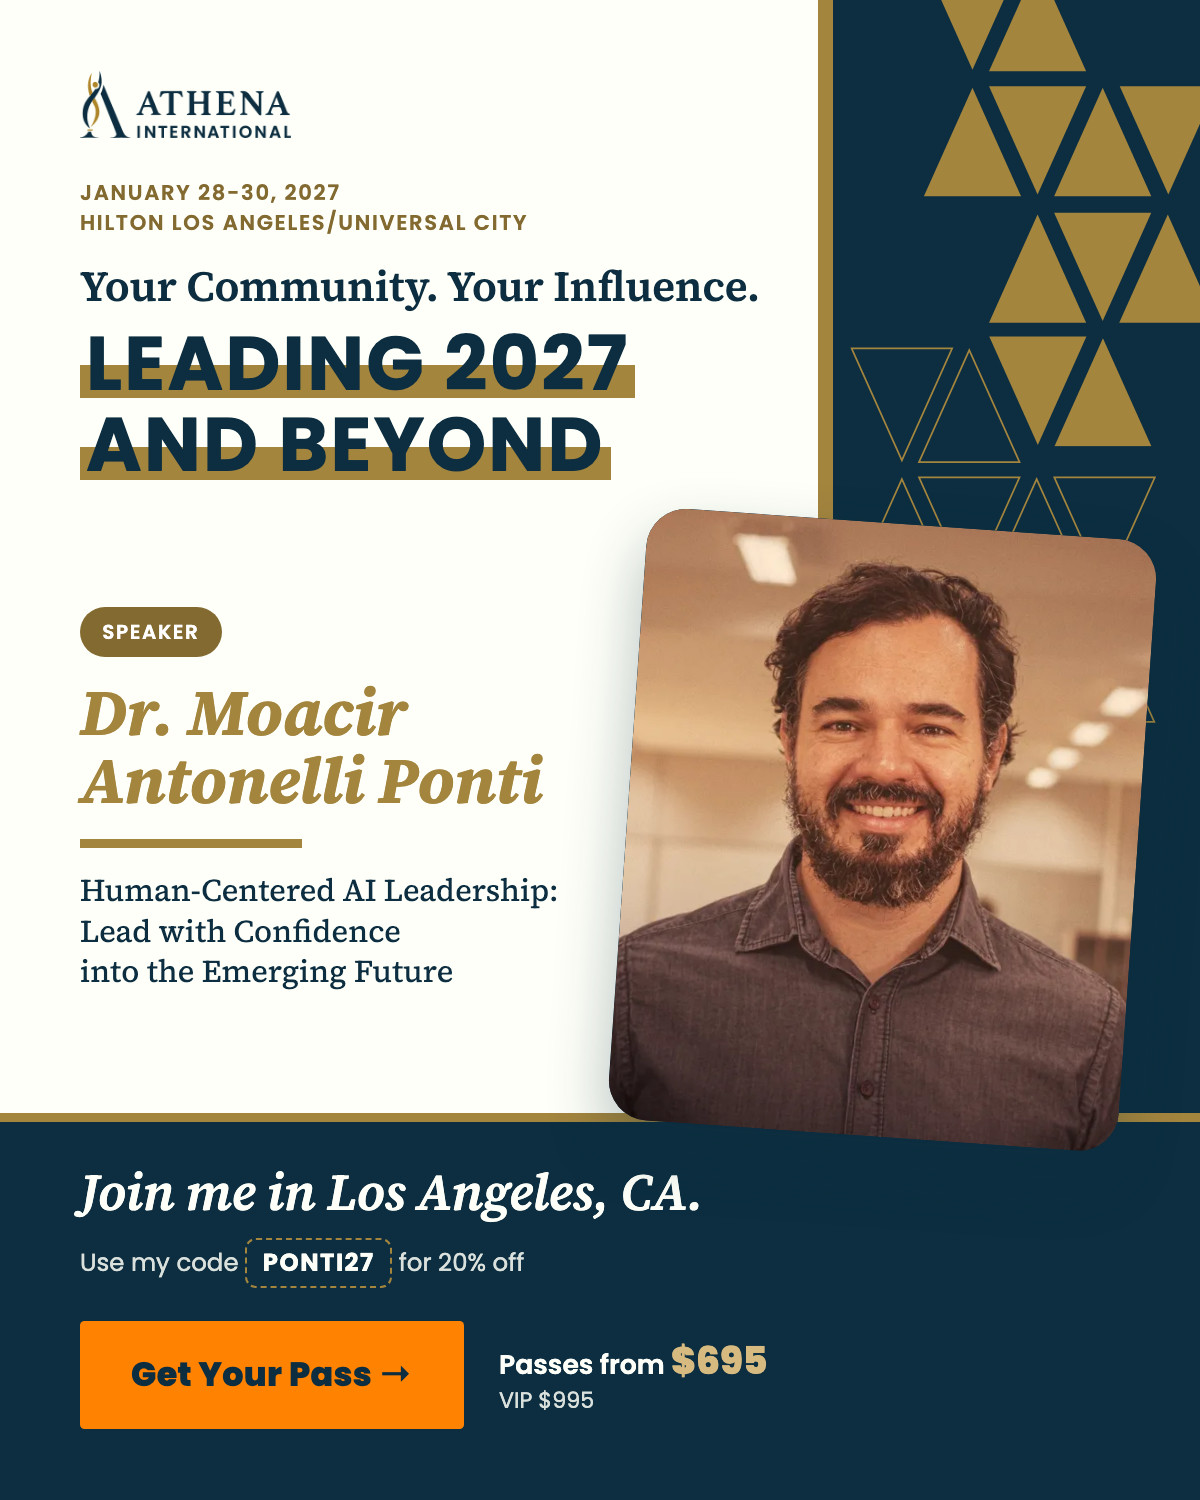 ATHENA
INTERNATIONAL
JANUARY 28-30, 2027
HILTON LOS ANGELES/UNIVERSAL CITY
Your Community. Your Influence.
LEADING 2027
AND BEYOND
SPEAKER
Dr. Moacir
Antonelli Ponti
Human-Centered AI Leadership:
Lead with Confidence
into the Emerging Future
Join me in Los Angeles, CA.
Use my code PONTI27 for 20% off
Get Your Pass →
Passes from $695
VIP $995